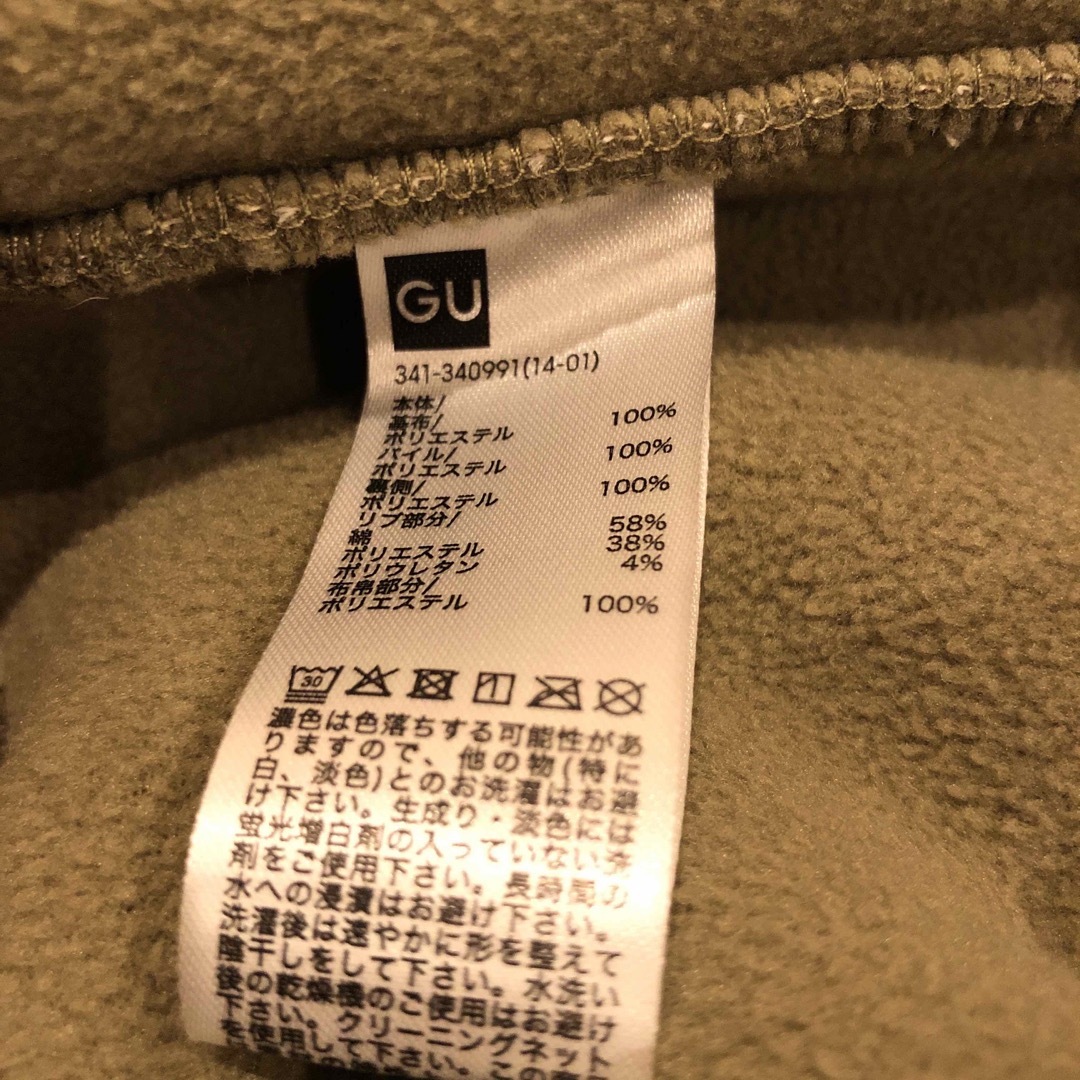 GU
341-340991(14-01)
本体/
基布/
ポリエステル 100%
パイル/
ポリエステル 100%
裏側/
ポリエステル 100%
リブ部分/
綿 58%
ポリエステル 38%
ポリウレタン 4%
布帛部分/
ポリエステル 100%
30
濃色は色落ちする可能性があ
りますので、他の物(特に
白、淡色)とのお洗濯はお避
け下さい。生成り・淡色には
蛍光増白剤の入っていない洗
剤をご使用下さい。長時間の
水への浸漬はお避け下さい。
洗濯後は速やかに形を整えて
陰干しをして下さい。水洗い
後の乾燥機のご使用はお避け
下さい。クリーニングネット
を使用して下さい。この商